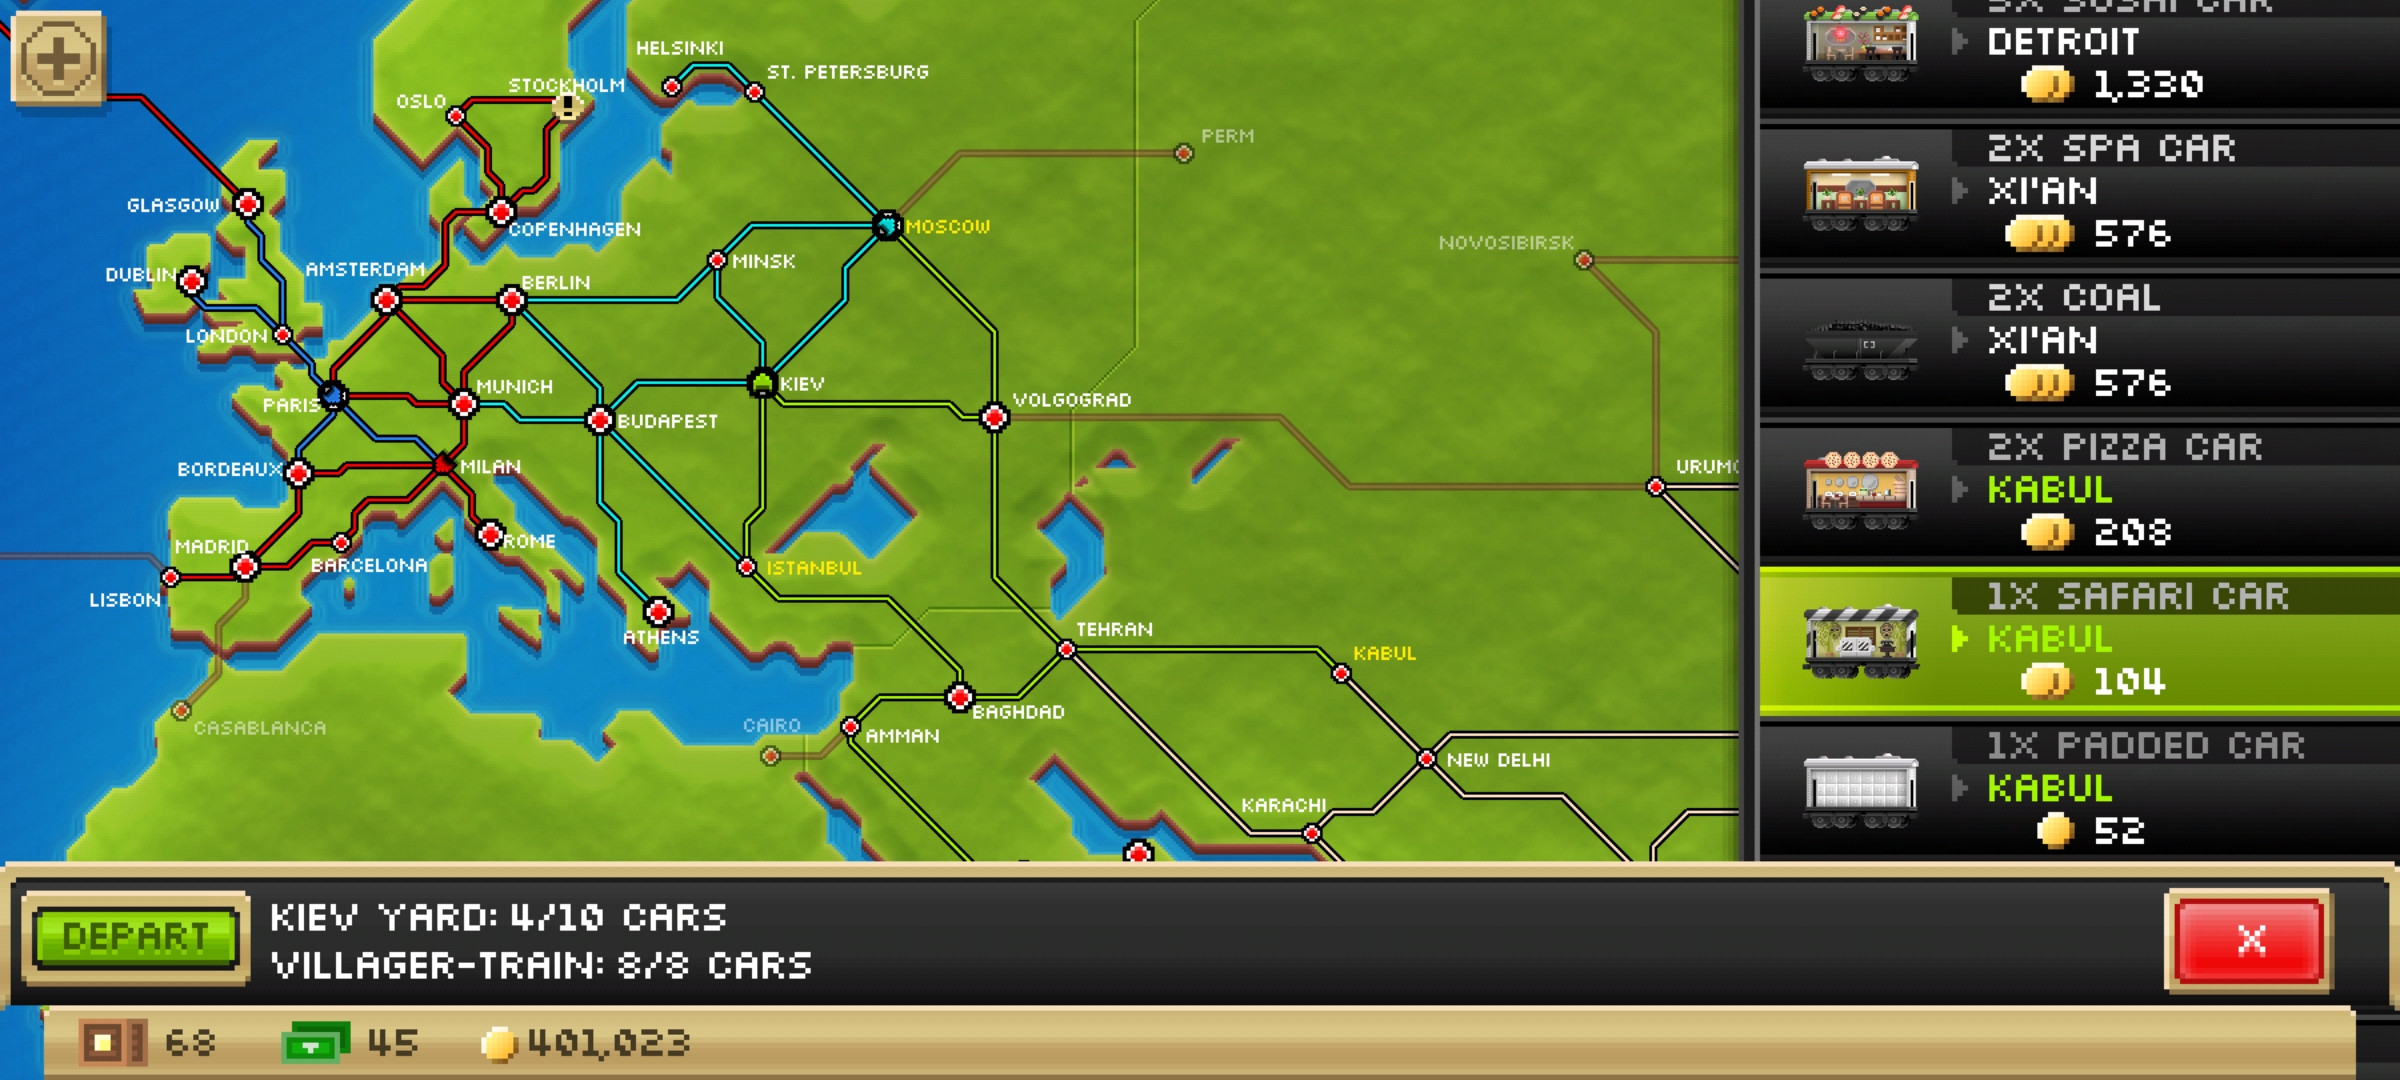 HELSINKI
ST. PETERSBURG
STOCKHOLM
OSLO
PERM
GLASGOW
COPENHAGEN
MOSCOW
NOVOSIBIRSK
DUBLIN
AMSTERDAM
BERLIN
MINSK
LONDON
PARIS
MUNICH
KIEV
BUDAPEST
VOLGOGRAD
BORDEAUX
MILAN
MADRID
ROME
BARCELONA
ISTANBUL
LISBON
ATHENS
TEHRAN
KABUL
CASABLANCA
CAIRO
AMMAN
BAGHDAD
NEW DELHI
KARACHI
DETROIT
1,330
2X SPA CAR
XI'AN
576
2X COAL
XI'AN
576
2X PIZZA CAR
KABUL
208
1X SAFARI CAR
KABUL
104
1X PADDED CAR
KABUL
52
DEPART
KIEV YARD: 4/10 CARS
VILLAGER-TRAIN: 8/8 CARS
X
68
45
401,023